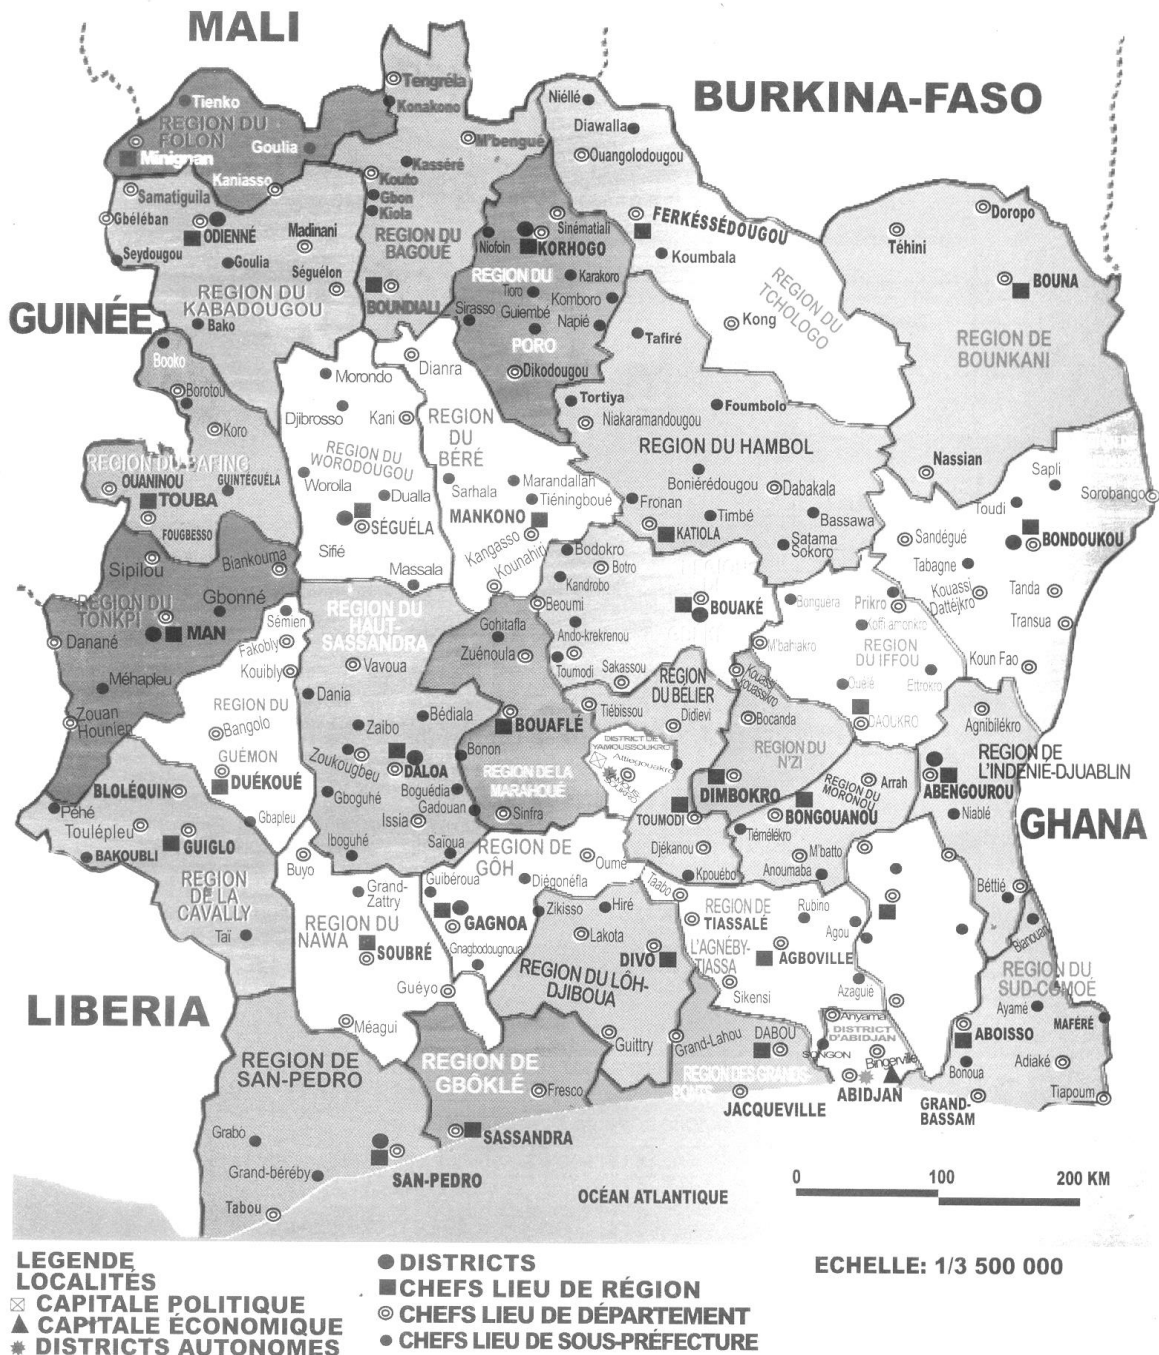 MALI
BURKINA-FASO
Tengréla
Konakono
Tienko
REGION DU
FOLON
Goulia
Minignan
Kaniasso
M'bengué
Kasséré
Kouto
Gbon
Kiola
REGION DU
BAGOUÉ
BOUNDIALI
Niéllé
Diawalla
Ouangolodougou
FERKÉSSÉDOUGOU
Koumbala
REGION DU
TCHOLOGO
Kong
Samatiguila
Gbéléban
ODIENNÉ
Madinani
Seydougou
Goulia
Séguélon
REGION DU
KABADOUGOU
Bako
GUINÉE
Sinématiali
Niofoin
KORHOGO
REGION DU
Karakoro
Tioro
Komboro
Sirasso
Guiembé
Napié
PORO
Dikodougou
Doropo
Téhini
BOUNA
REGION DE
BOUNKANI
Nassian
Booko
Borotou
Koro
REGION DU BAFING
OUANINOU
GUINTÉGUÉLA
TOUBA
FOUGBESSO
Morondo
Djibrosso
Kani
REGION DU
WORODOUGOU
Worolla
Dualla
SÉGUÉLA
Sifié
Massala
Dianra
REGION
DU
BÉRÉ
Sarhala
Marandallah
Tiéningboué
MANKONO
Kangasso
Kounahiri
Tafiré
Tortiya
Foumbolo
Niakaramandougou
REGION DU HAMBOL
Boniérédougou
Dabakala
Fronan
Timbé
Bassawa
KATIOLA
Satama
Sokoro
Sapli
Sorobango
Toudi
BONDOUKOU
Sandégué
Tabagne
Kouassi
Dattéjkro
Tanda
Transua
Koun Fao
Sipilou
Biankouma
REGION DU
TONKPI
Gbonné
MAN
Danané
Méhapleu
Zouan
Hounien
Sémien
Fakobly
Kouibly
REGION DU
Bangolo
GUÉMON
DUÉKOUÉ
Gbapleu
REGION DU
HAUT-
SASSANDRA
Vavoua
Dania
Zaibo
Bédiala
Zoukougbeu
DALOA
Gboguhé
Boguédia
Gadouan
Issia
Iboguhé
Saïoua
Gohitafla
Zuénoula
BOUAFLÉ
Bonon
REGION DE LA
MARAHOUÉ
Sinfra
Bodokro
Botro
Kandrobo
Beoumi
BOUAKÉ
Ando-krekrenou
Toumodi
Sakassou
Bonguéra
Prikro
Koffi amonkro
M'bahiakro
REGION
DU IFFOU
Ouélé
Ettrokro
DAOUKRO
REGION
DU BÉLIER
Tiébissou
Didievi
DISTRICT DE
YAMOUSSOUKRO
Attiegouakro
TOUMODI
Djékanou
Kpouébo
Kouassi
Kouassikro
Bocanda
REGION DU
N'ZI
DIMBOKRO
REGION DU
MORONOU
Arrah
BONGOUANOU
Tiémélékro
M'batto
Anoumaba
Agnibilékro
REGION DE
L'INDENIÉ-DJUABLIN
ABENGOUROU
Niablé
Béttié
GHANA
BLOLÉQUIN
Péhé
Toulépleu
BAKOUBLI
GUIGLO
REGION
DE LA
CAVALLY
Taï
Buyo
Grand-
Zattry
REGION DU
NAWA
SOUBRÉ
Guéyo
Méagui
REGION DE
GÔH
Oumé
Guibéroua
Diégonéfla
GAGNOA
Gnagbodougnoua
Zikisso
Hiré
Lakota
DIVO
REGION DU LÔH-
DJIBOUA
Guittry
Taabo
REGION DE
TIASSALÉ
L'AGNÉBY-
TIASSA
Rubino
Agou
AGBOVILLE
Sikensi
Azaguié
Bianouan
REGION DU
SUD-COMOÉ
Ayamé
MAFÉRÉ
ABOISSO
Bonoua
Adiaké
Tiapoum
GRAND-
BASSAM
LIBERIA
REGION DE
SAN-PEDRO
Grabo
Grand-béréby
Tabou
SAN-PEDRO
REGION DE
GBÔKLÉ
Fresco
SASSANDRA
Grand-Lahou
DABOU
REGION DES GRANDS-
PONTS
JACQUEVILLE
Anyama
DISTRICT
D'ABIDJAN
SONGON
Bingerville
ABIDJAN
OCÉAN ATLANTIQUE
0 100 200 KM
ECHELLE: 1/3 500 000
LEGENDE
LOCALITÉS
CAPITALE POLITIQUE
CAPITALE ÉCONOMIQUE
DISTRICTS AUTONOMES
DISTRICTS
CHEFS LIEU DE RÉGION
CHEFS LIEU DE DÉPARTEMENT
CHEFS LIEU DE SOUS-PRÉFECTURE